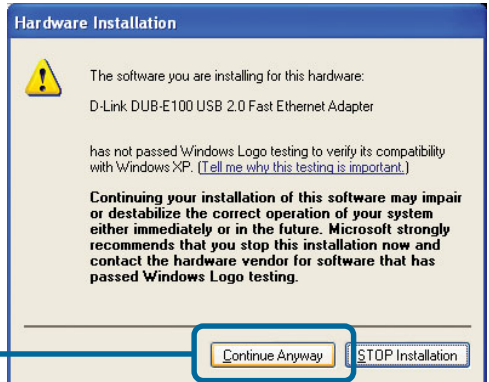 Hardware Installation
The software you are installing for this hardware:
D-Link DUB-E100 USB 2.0 Fast Ethernet Adapter
has not passed Windows Logo testing to verify its compatibility
with Windows XP. (Tell me why this testing is important.)
Continuing your installation of this software may impair
or destabilize the correct operation of your system
either immediately or in the future. Microsoft strongly
recommends that you stop this installation now and
contact the hardware vendor for software that has
passed Windows Logo testing.
Continue Anyway STOP Installation